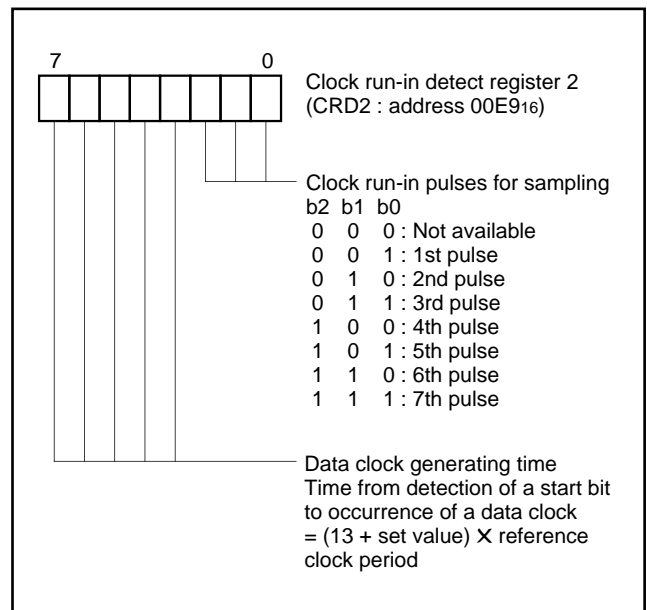 7 0
Clock run-in detect register 2
(CRD2 : address 00E916)
Clock run-in pulses for sampling
b2 b1 b0
0 0 0 : Not available
0 0 1 : 1st pulse
0 1 0 : 2nd pulse
0 1 1 : 3rd pulse
1 0 0 : 4th pulse
1 0 1 : 5th pulse
1 1 0 : 6th pulse
1 1 1 : 7th pulse
Data clock generating time
Time from detection of a start bit
to occurrence of a data clock
= (13 + set value) ✕ reference
clock period